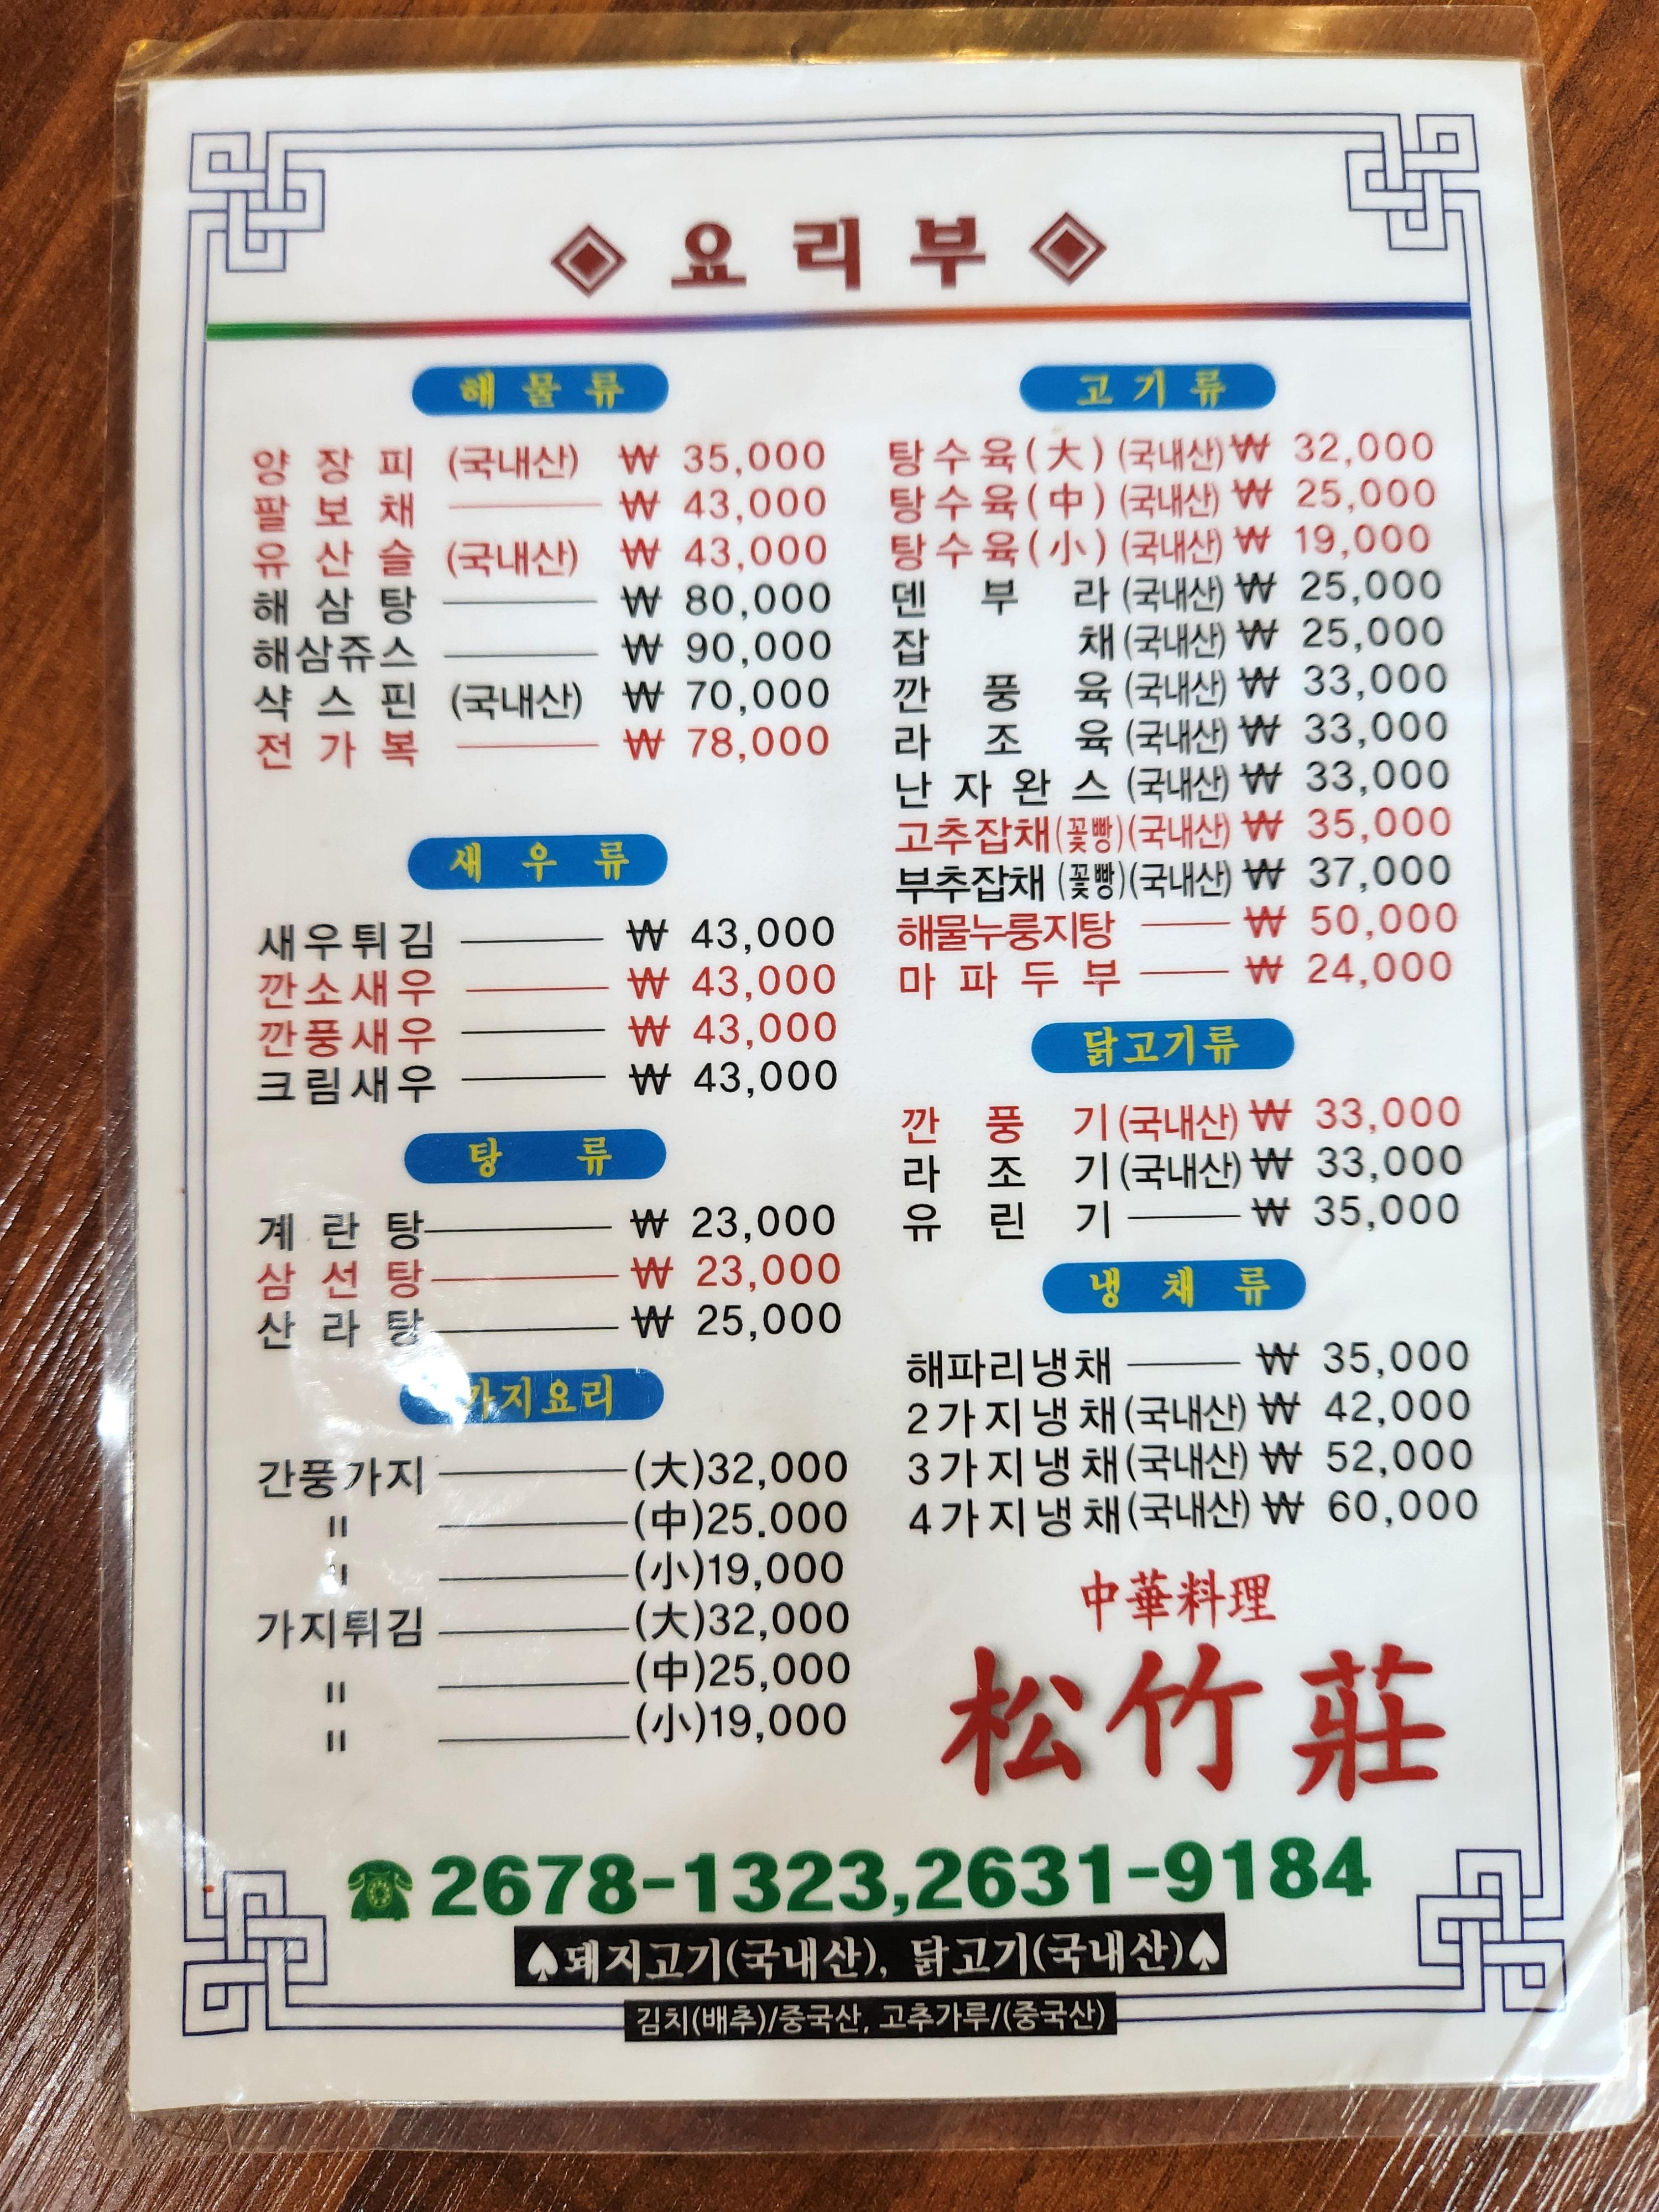 ◈ 요리부 ◈
해물류
양장피 (국내산) ₩ 35,000
팔보채 ₩ 43,000
유산슬 (국내산) ₩ 43,000
해삼탕 ₩ 80,000
해삼쥬스 ₩ 90,000
샥스핀 (국내산) ₩ 70,000
전가복 ₩ 78,000
새우류
새우튀김 ₩ 43,000
깐소새우 ₩ 43,000
깐풍새우 ₩ 43,000
크림새우 ₩ 43,000
탕류
계란탕 ₩ 23,000
삼선탕 ₩ 23,000
산라탕 ₩ 25,000
가지요리
간풍가지 (大)32,000
〃 (中)25.000
〃 (小)19,000
가지튀김 (大)32,000
〃 (中)25,000
〃 (小)19,000
고기류
탕수육(大) (국내산) ₩ 32,000
탕수육(中) (국내산) ₩ 25,000
탕수육(小) (국내산) ₩ 19,000
덴부라 (국내산) ₩ 25,000
잡채 (국내산) ₩ 25,000
깐풍육 (국내산) ₩ 33,000
라조육 (국내산) ₩ 33,000
난자완스 (국내산) ₩ 33,000
고추잡채(꽃빵)(국내산) ₩ 35,000
부추잡채(꽃빵)(국내산) ₩ 37,000
해물누룽지탕 ₩ 50,000
마파두부 ₩ 24,000
닭고기류
깐풍기(국내산) ₩ 33,000
라조기(국내산) ₩ 33,000
유린기 ₩ 35,000
냉채류
해파리냉채 ₩ 35,000
2가지냉채(국내산) ₩ 42,000
3가지냉채(국내산) ₩ 52,000
4가지냉채(국내산) ₩ 60,000
中華料理
松竹莊
☎2678-1323,2631-9184
♠돼지고기(국내산), 닭고기(국내산)♠
김치(배추)/중국산, 고추가루/(중국산)